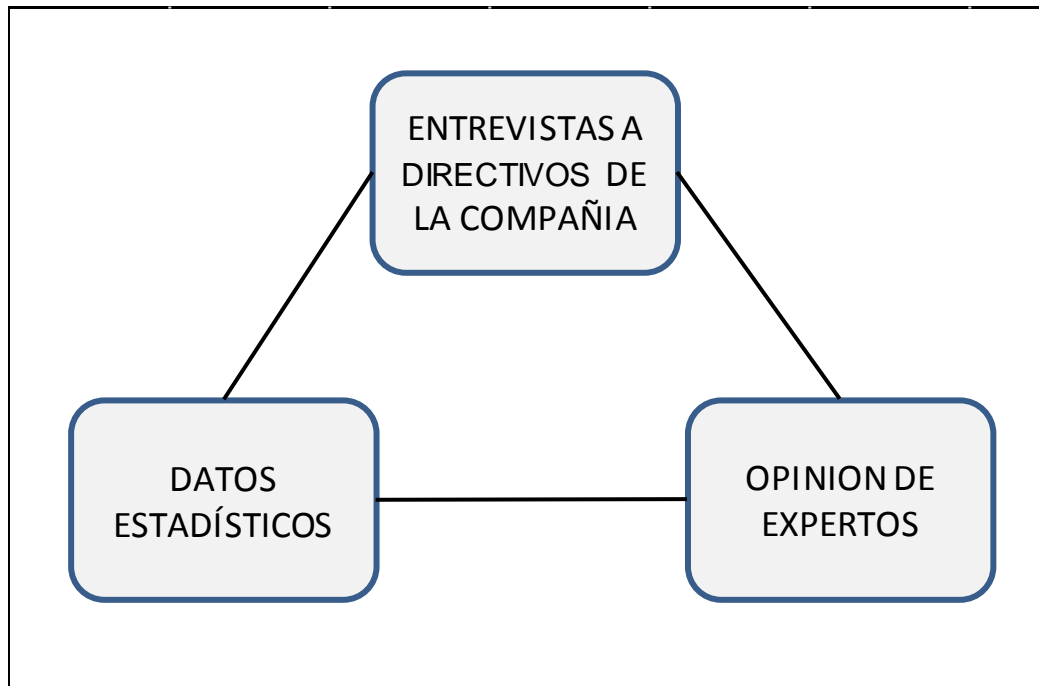 ENTREVISTAS A
DIRECTIVOS DE
LA COMPAÑIA
DATOS
ESTADÍSTICOS
OPINION DE
EXPERTOS